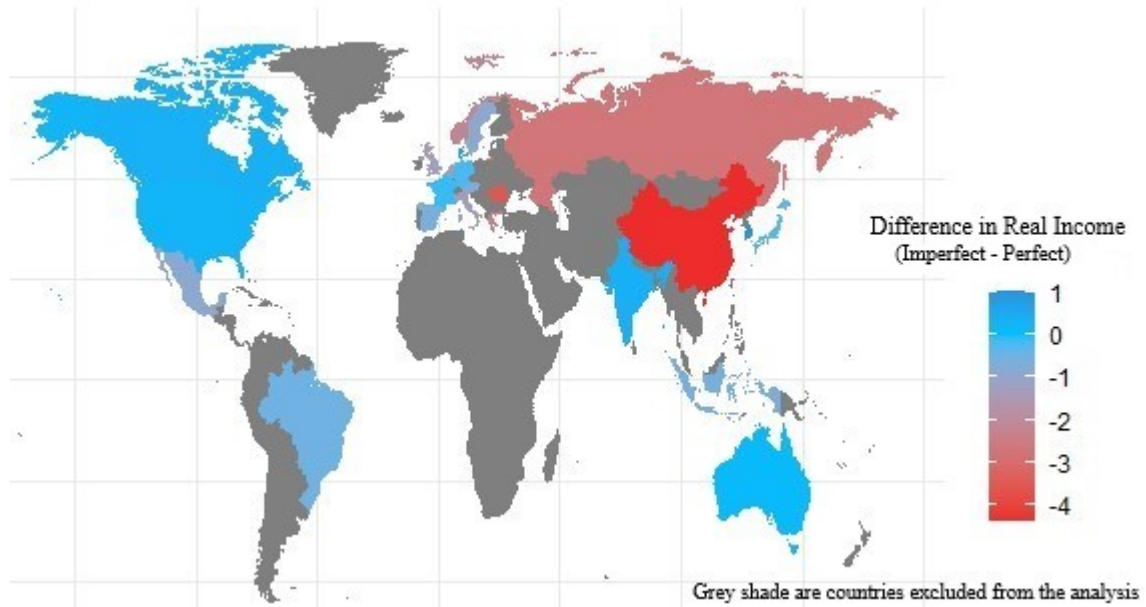 Difference in Real Income
(Imperfect - Perfect)
1
0
-1
-2
-3
-4
Grey shade are countries excluded from the analysis